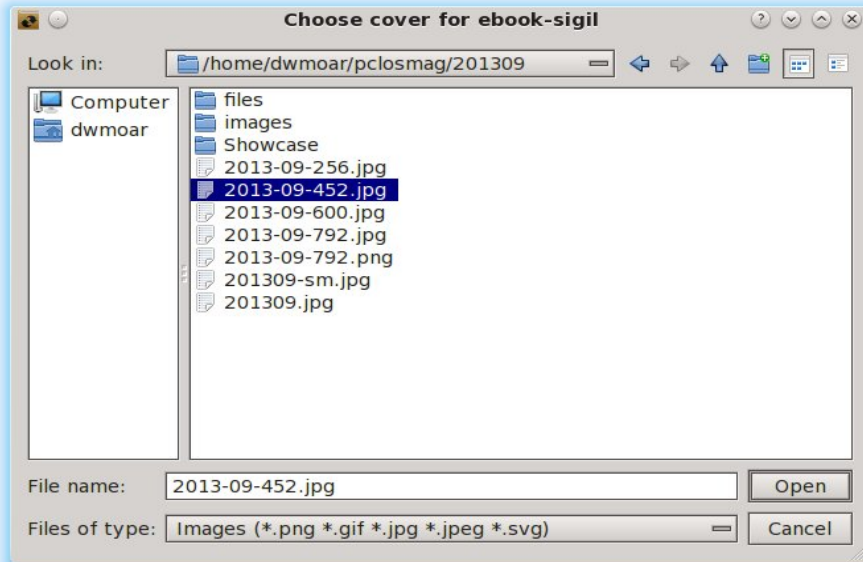 Choose cover for ebook-sigil
Look in: /home/dwmoar/pclosmag/201309
Computer
dwmoar
files
images
Showcase
2013-09-256.jpg
2013-09-452.jpg
2013-09-600.jpg
2013-09-792.jpg
2013-09-792.png
201309-sm.jpg
201309.jpg
File name: 2013-09-452.jpg Open
Files of type: Images (*.png *.gif *.jpg *.jpeg *.svg) Cancel